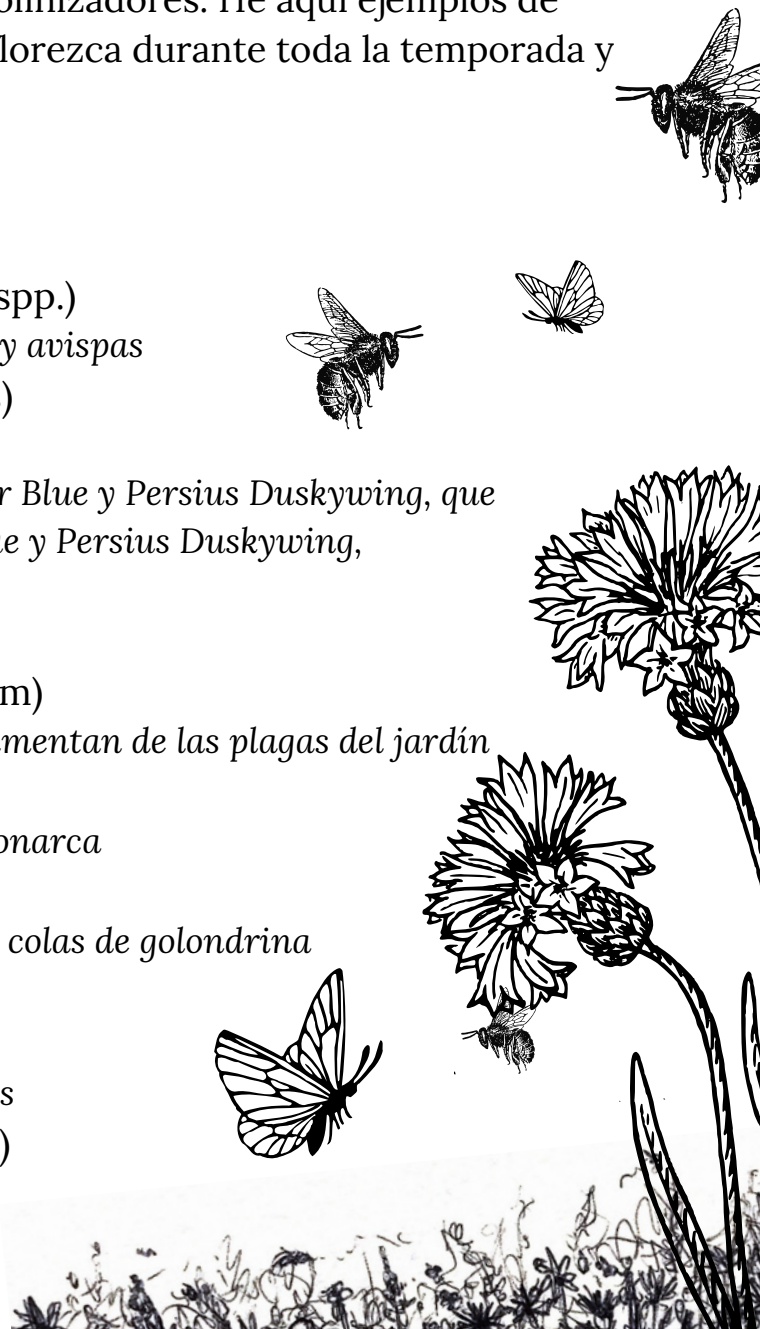 olinizadores. He aquí ejemplos de
lorezca durante toda la temporada y
spp.)
y avispas
)
r Blue y Persius Duskywing, que
e y Persius Duskywing,
m)
mentan de las plagas del jardín
onarca
colas de golondrina
s
)